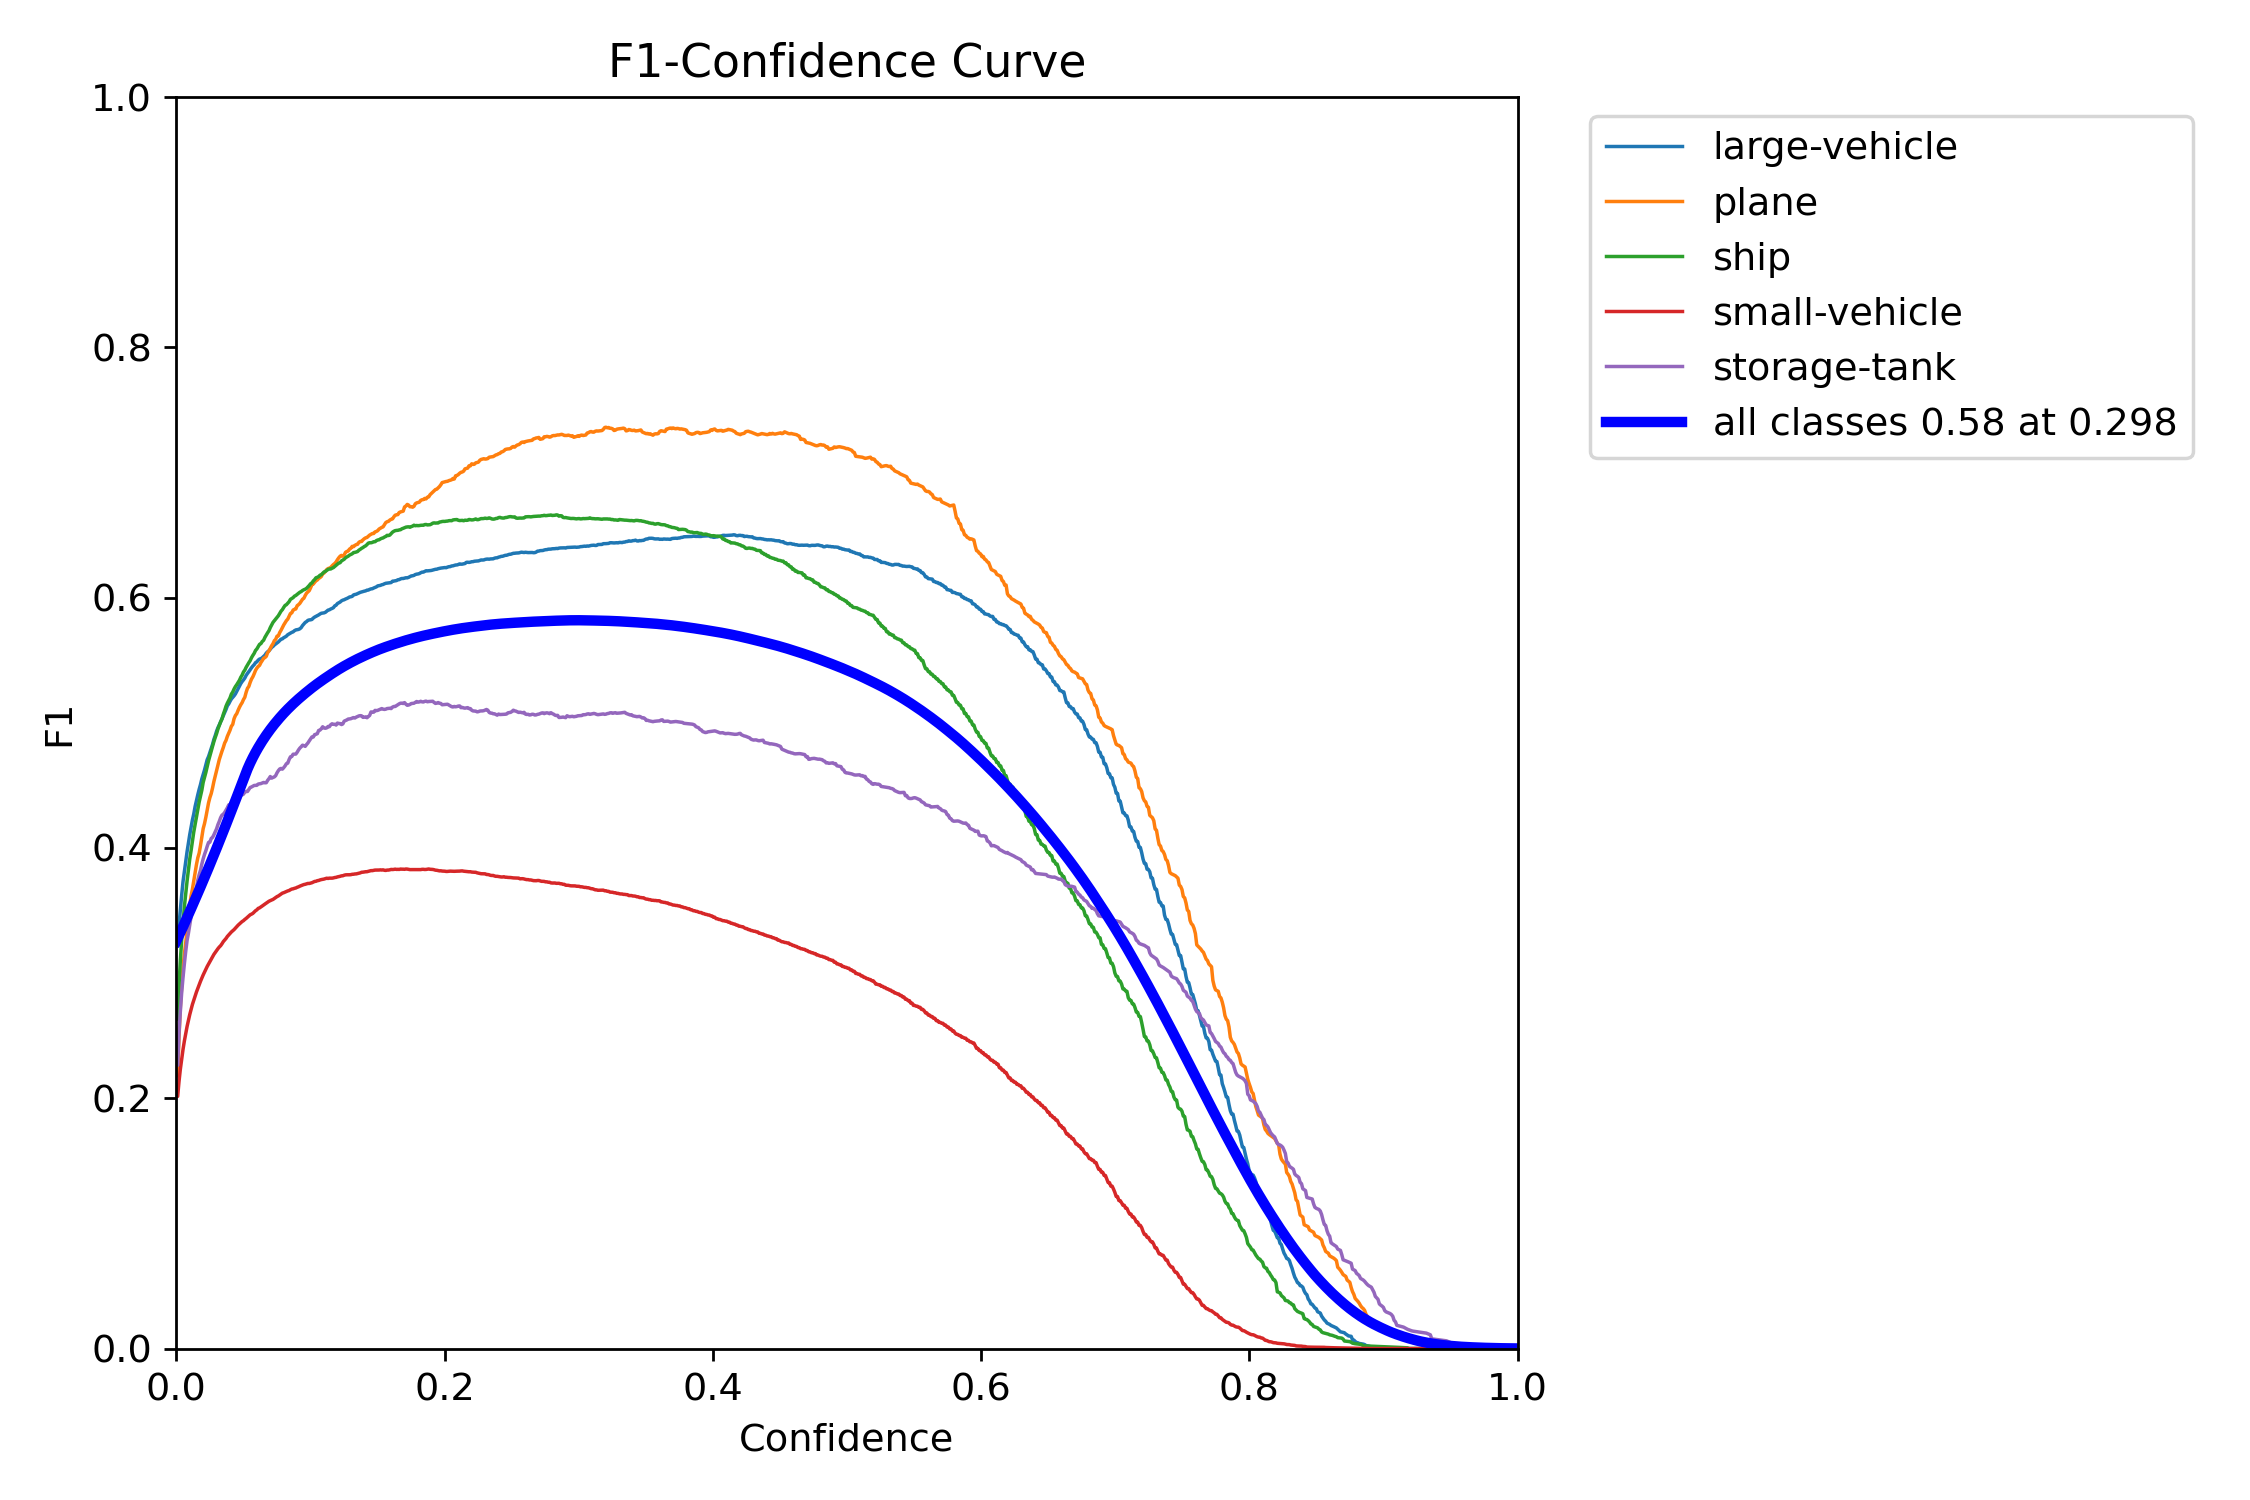 F1-Confidence Curve
1.0
0.8
0.6
0.4
0.2
0.0
F1
0.0 0.2 0.4 0.6 0.8 1.0
Confidence
large-vehicle
plane
ship
small-vehicle
storage-tank
all classes 0.58 at 0.298